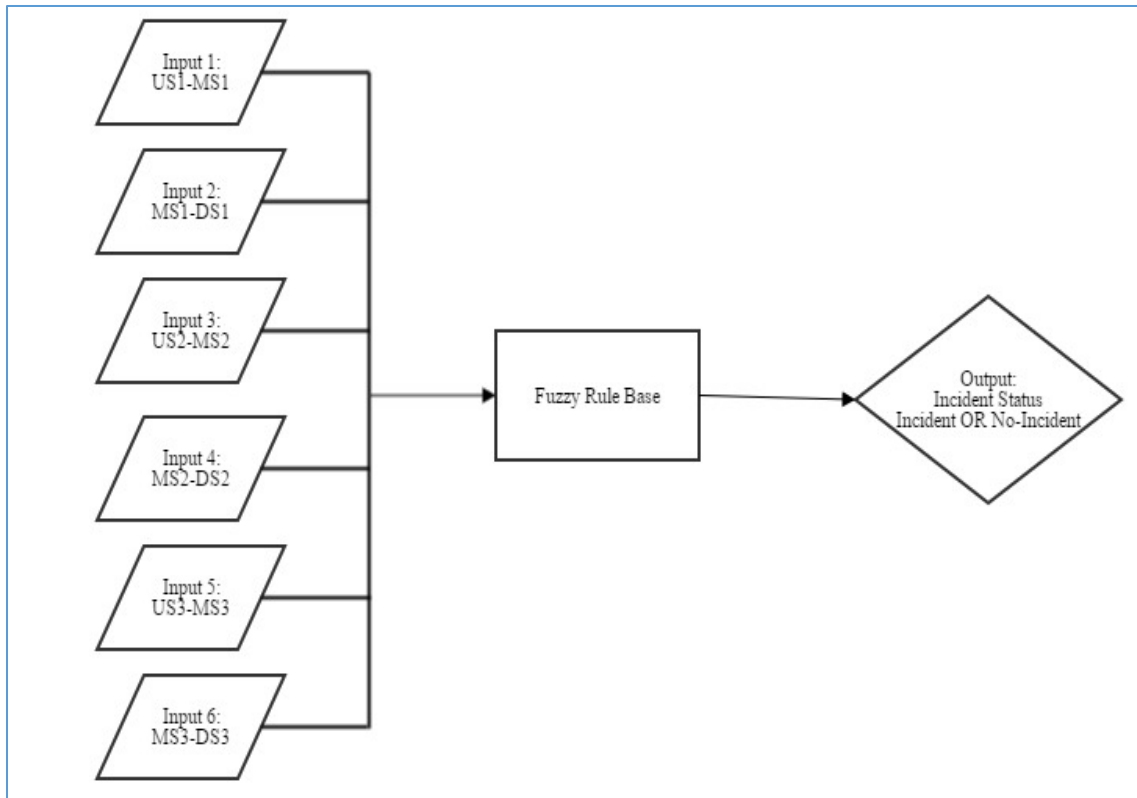 Input 1:
US1-MS1
Input 2:
MS1-DS1
Input 3:
US2-MS2
Input 4:
MS2-DS2
Input 5:
US3-MS3
Input 6:
MS3-DS3
Fuzzy Rule Base
Output:
Incident Status
Incident OR No-Incident